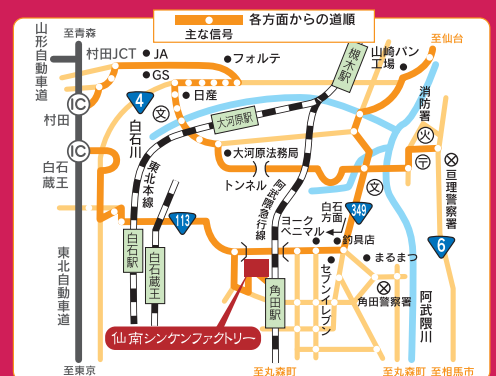 各方面からの道順
主な信号
至青森
至仙台
山形自動車道
村田JCT
JA
GS
フォルテ
槻木駅
山崎パン
工場
IC
村田
4
文
日産
大河原駅
消防署
火
〒
白石川
IC
白石
蔵王
大河原法務局
トンネル
東北本線
阿武隈急行線
文
亘理警察署
白石
方面
349
ヨーク
ベニマル
釣具店
113
6
白石駅
白石蔵王
東北自動車道
まるまつ
セブンイレブン
角田駅
角田警察署
阿武隈川
仙南シンケンファクトリー
至東京
至丸森町
至丸森町
至相馬市